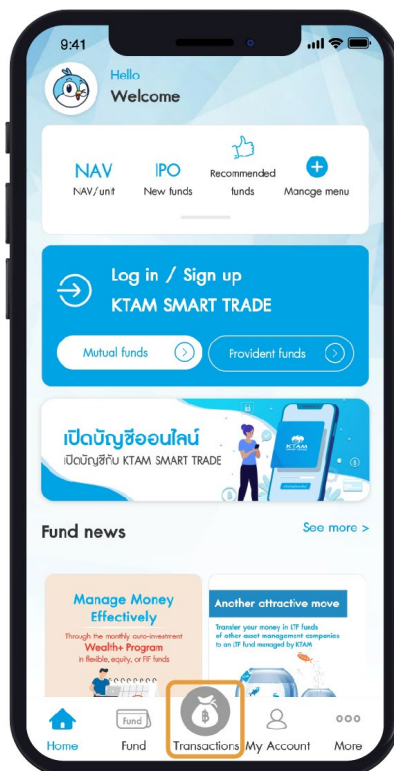 9:41
Hello
Welcome
NAV
NAV/unit
IPO
New funds
Recommended
funds
Manage menu
Log in / Sign up
KTAM SMART TRADE
Mutual funds
Provident funds
เปิดบัญชีออนไลน์
เปิดบัญชีกับ KTAM SMART TRADE
KTAM
Fund news
See more >
Manage Money
Effectively
Through the monthly auto-investment
Wealth+ Program
in flexible, equity, or FIF funds
Another attractive move
Transfer your money in LTF funds
of other asset management companies
to an LTF fund managed by KTAM
Home
Fund
Fund
฿
Transactions
My Account
More